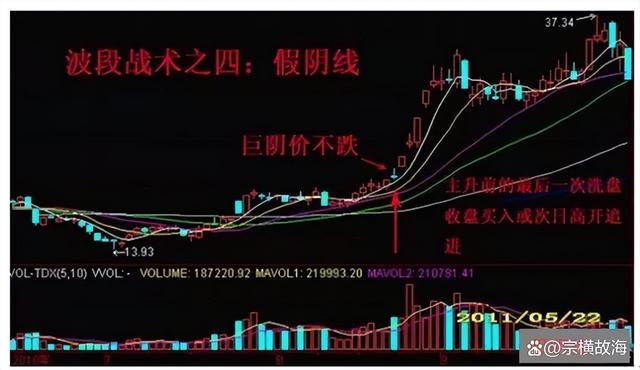 37.34
波段战术之四：假阴线
巨阴价不跌
主升前的最后一次洗盘
收盘买入或次日高开追
进
13.93
VOL-TDX(5,10) VVOL:- VOLUME: 187220.92 MAVOL1: 219993.20 MAVOL2: 210781.41
2011/05/22
2010年 7 8 9
@宗横故海